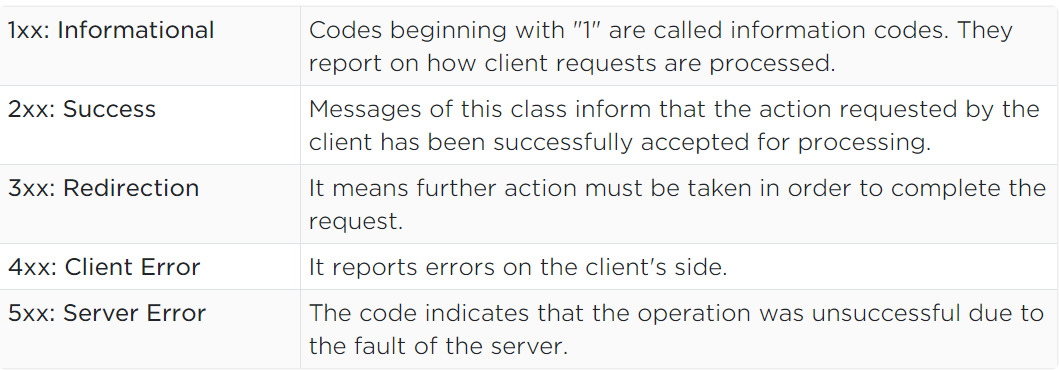 1xx: Informational
Codes beginning with "1" are called information codes. They
report on how client requests are processed.
2xx: Success
Messages of this class inform that the action requested by the
client has been successfully accepted for processing.
3xx: Redirection
It means further action must be taken in order to complete the
request.
4xx: Client Error
It reports errors on the client's side.
5xx: Server Error
The code indicates that the operation was unsuccessful due to
the fault of the server.